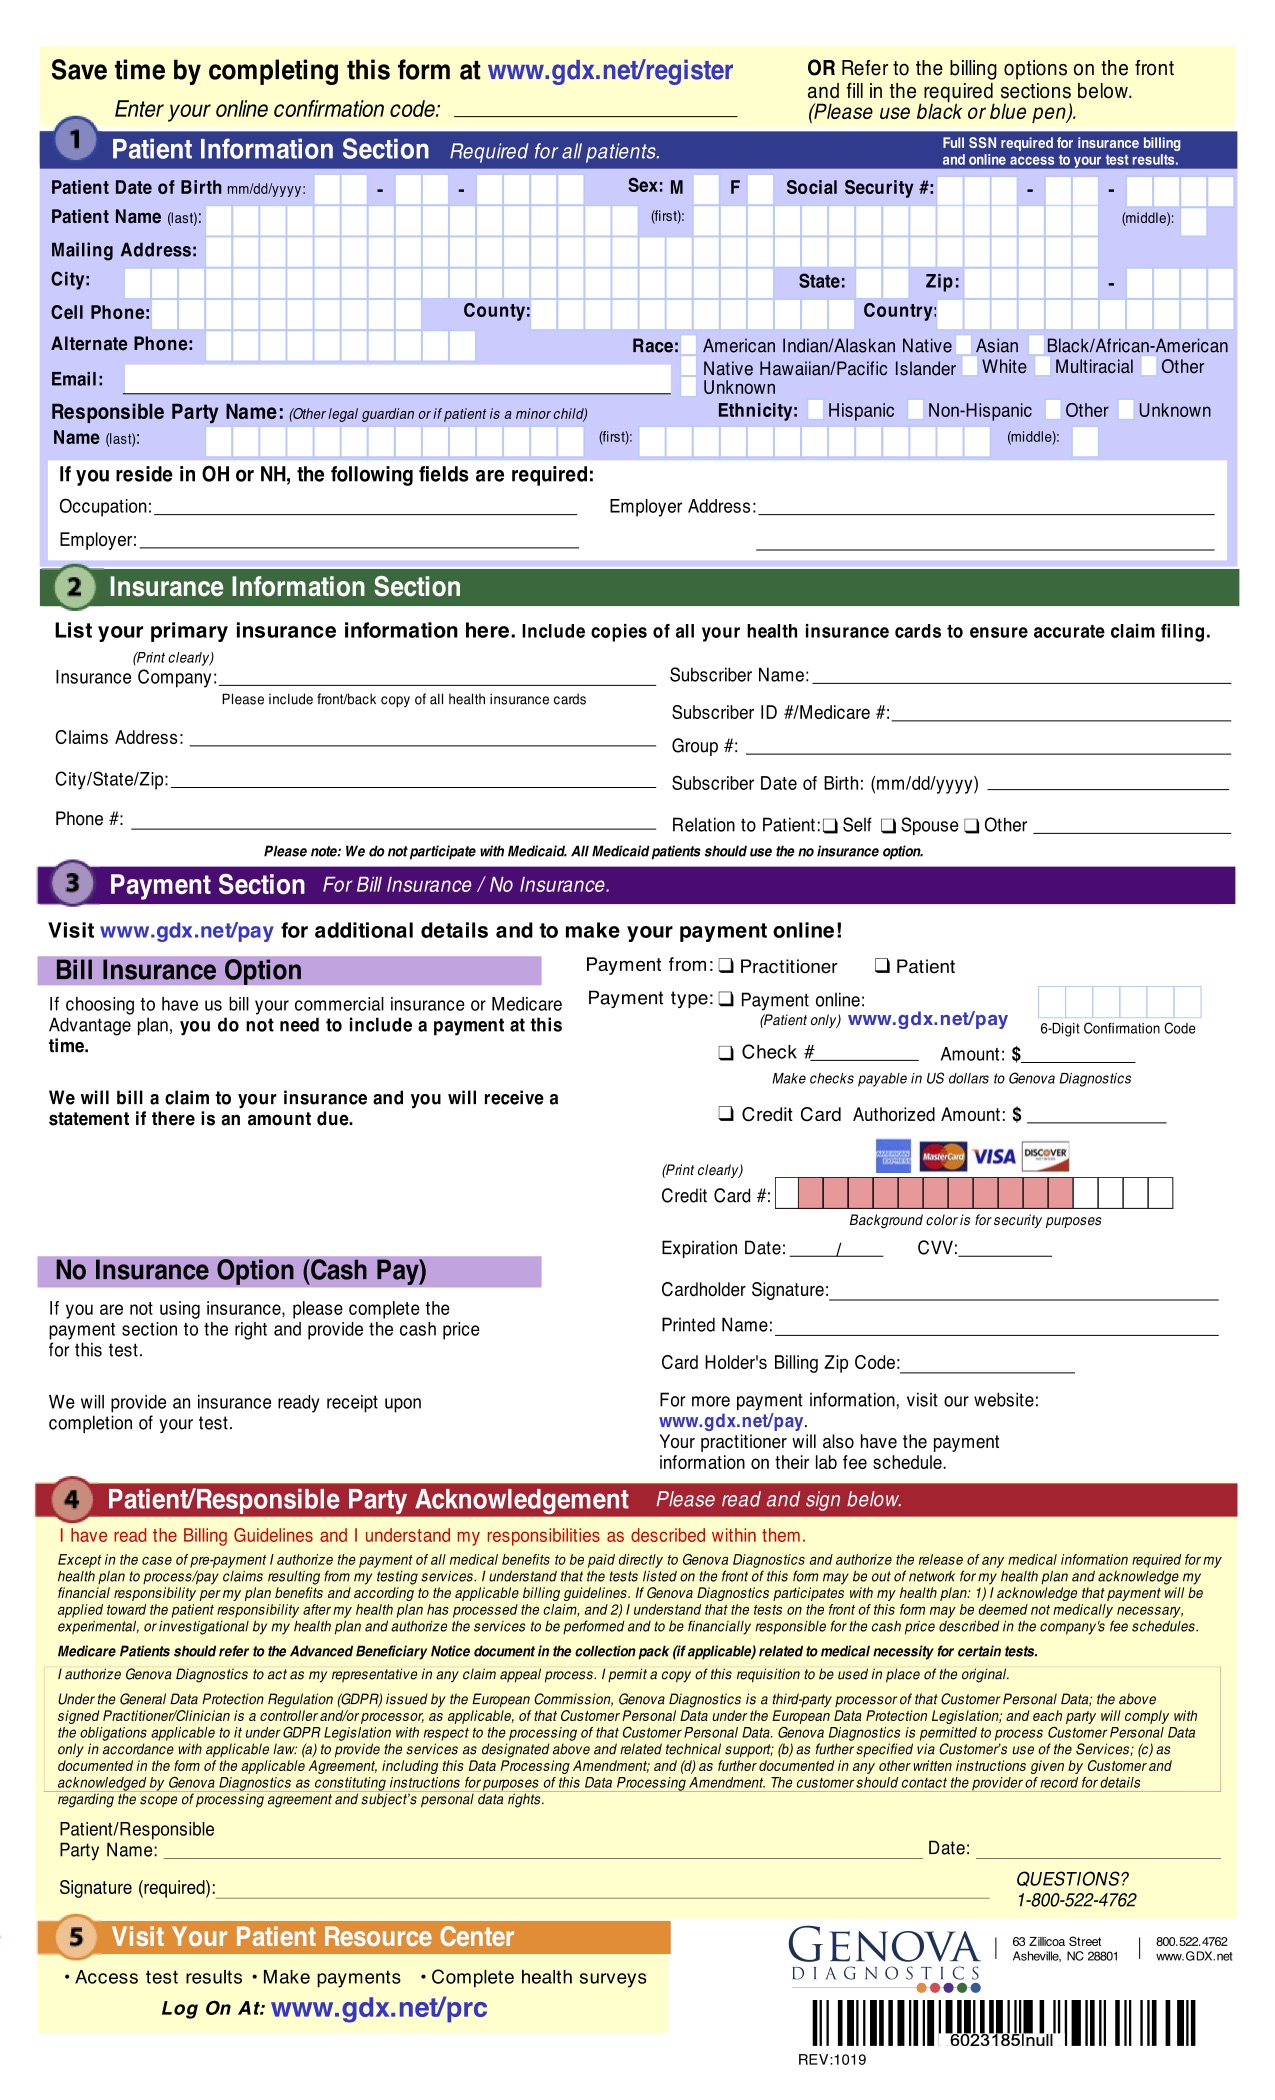 Save time by completing this form at www.gdx.net/register
Enter your online confirmation code:
OR Refer to the billing options on the front
and fill in the required sections below.
(Please use black or blue pen).
1 Patient Information Section Required for all patients.
Full SSN required for insurance billing
and online access to your test results.
Patient Date of Birth mm/dd/yyyy: - - Sex: M F Social Security #: - -
Patient Name (last): (first): (middle):
Mailing Address:
City: State: Zip: -
Cell Phone: County: Country:
Alternate Phone: Race: American Indian/Alaskan Native Asian Black/African-American
Native Hawaiian/Pacific Islander White Multiracial Other
Email: Unknown
Responsible Party Name: (Other legal guardian or if patient is a minor child) Ethnicity: Hispanic Non-Hispanic Other Unknown
Name (last): (first): (middle):
If you reside in OH or NH, the following fields are required:
Occupation: Employer Address:
Employer:
2 Insurance Information Section
List your primary insurance information here. Include copies of all your health insurance cards to ensure accurate claim filing.
(Print clearly)
Insurance Company: Subscriber Name:
Please include front/back copy of all health insurance cards
Subscriber ID #/Medicare #:
Claims Address: Group #:
City/State/Zip: Subscriber Date of Birth: (mm/dd/yyyy)
Phone #: Relation to Patient: Self Spouse Other
Please note: We do not participate with Medicaid. All Medicaid patients should use the no insurance option.
3 Payment Section For Bill Insurance / No Insurance.
Visit www.gdx.net/pay for additional details and to make your payment online!
Bill Insurance Option
If choosing to have us bill your commercial insurance or Medicare
Advantage plan, you do not need to include a payment at this
time.
We will bill a claim to your insurance and you will receive a
statement if there is an amount due.
No Insurance Option (Cash Pay)
If you are not using insurance, please complete the
payment section to the right and provide the cash price
for this test.
We will provide an insurance ready receipt upon
completion of your test.
Payment from: Practitioner Patient
Payment type: Payment online:
(Patient only) www.gdx.net/pay
6-Digit Confirmation Code
Check # Amount: $
Make checks payable in US dollars to Genova Diagnostics
Credit Card Authorized Amount: $
AMERICAN EXPRESS MasterCard VISA DISCOVER
(Print clearly)
Credit Card #:
Background color is for security purposes
Expiration Date: / CVV:
Cardholder Signature:
Printed Name:
Card Holder's Billing Zip Code:
For more payment information, visit our website:
www.gdx.net/pay.
Your practitioner will also have the payment
information on their lab fee schedule.
4 Patient/Responsible Party Acknowledgement Please read and sign below.
I have read the Billing Guidelines and I understand my responsibilities as described within them.
Except in the case of pre-payment I authorize the payment of all medical benefits to be paid directly to Genova Diagnostics and authorize the release of any medical information required for my
health plan to process/pay claims resulting from my testing services. I understand that the tests listed on the front of this form may be out of network for my health plan and acknowledge my
financial responsibility per my plan benefits and according to the applicable billing guidelines. If Genova Diagnostics participates with my health plan: 1) I acknowledge that payment will be
applied toward the patient responsibility after my health plan has processed the claim, and 2) I understand that the tests on the front of this form may be deemed not medically necessary,
experimental, or investigational by my health plan and authorize the services to be performed and to be financially responsible for the cash price described in the company's fee schedules.
Medicare Patients should refer to the Advanced Beneficiary Notice document in the collection pack (if applicable) related to medical necessity for certain tests.
I authorize Genova Diagnostics to act as my representative in any claim appeal process. I permit a copy of this requisition to be used in place of the original.
Under the General Data Protection Regulation (GDPR) issued by the European Commission, Genova Diagnostics is a third-party processor of that Customer Personal Data; the above
signed Practitioner/Clinician is a controller and/or processor, as applicable, of that Customer Personal Data under the European Data Protection Legislation; and each party will comply with
the obligations applicable to it under GDPR Legislation with respect to the processing of that Customer Personal Data. Genova Diagnostics is permitted to process Customer Personal Data
only in accordance with applicable law: (a) to provide the services as designated above and related technical support; (b) as further specified via Customer's use of the Services; (c) as
documented in the form of the applicable Agreement, including this Data Processing Amendment; and (d) as further documented in any other written instructions given by Customer and
acknowledged by Genova Diagnostics as constituting instructions for purposes of this Data Processing Amendment. The customer should contact the provider of record for details
regarding the scope of processing agreement and subject's personal data rights.
Patient/Responsible
Party Name: Date:
Signature (required):
QUESTIONS?
1-800-522-4762
5 Visit Your Patient Resource Center
• Access test results • Make payments • Complete health surveys
Log On At: www.gdx.net/prc
GENOVA
DIAGNOSTICS
63 Zillicoa Street
Asheville, NC 28801
800.522.4762
www.GDX.net
6023185|null
REV:1019